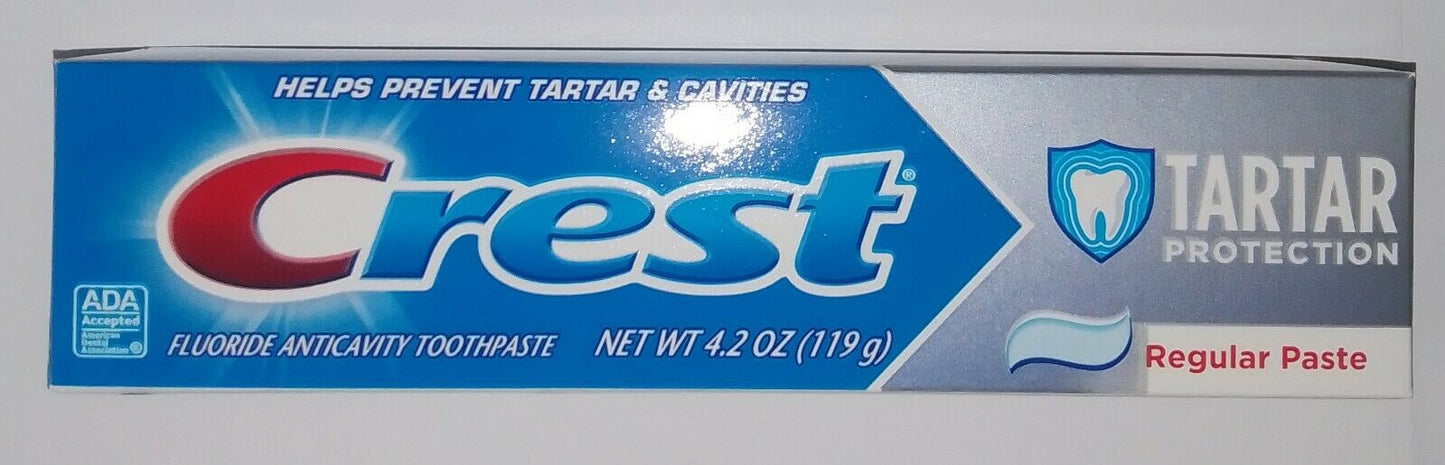 HELPS PREVENT TARTAR & CAVITIES
Crest®
TARTAR
PROTECTION
ADA
Accepted
American
Dental
Association ®
FLUORIDE ANTICAVITY TOOTHPASTE NET WT 4.2 OZ (119 g)
Regular Paste